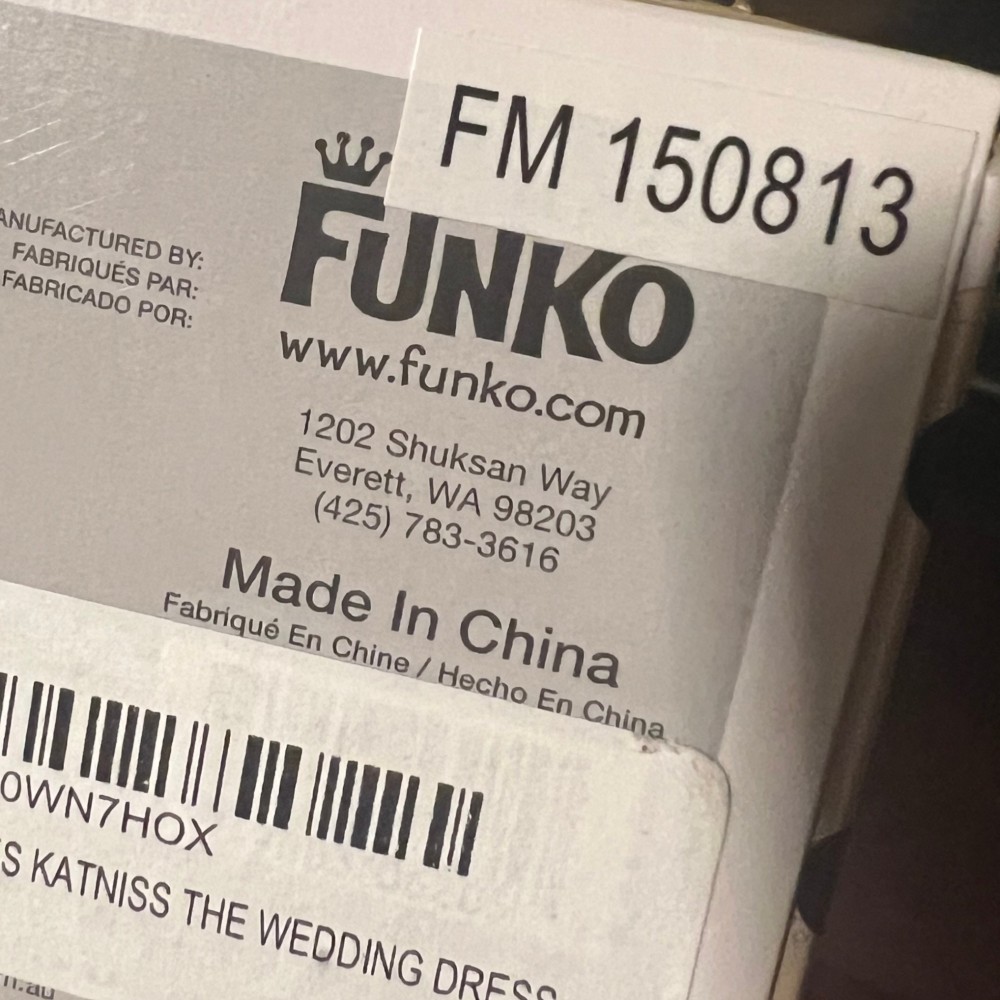 FM 150813
FUNKO
ANUFACTURED BY:
FABRIQUÉS PAR:
FABRICADO POR:
www.funko.com
1202 Shuksan Way
Everett, WA 98203
(425) 783-3616
Made In China
Fabriqué En Chine / Hecho En China
0WN7HOX
S KATNISS THE WEDDING DRESS
n.au